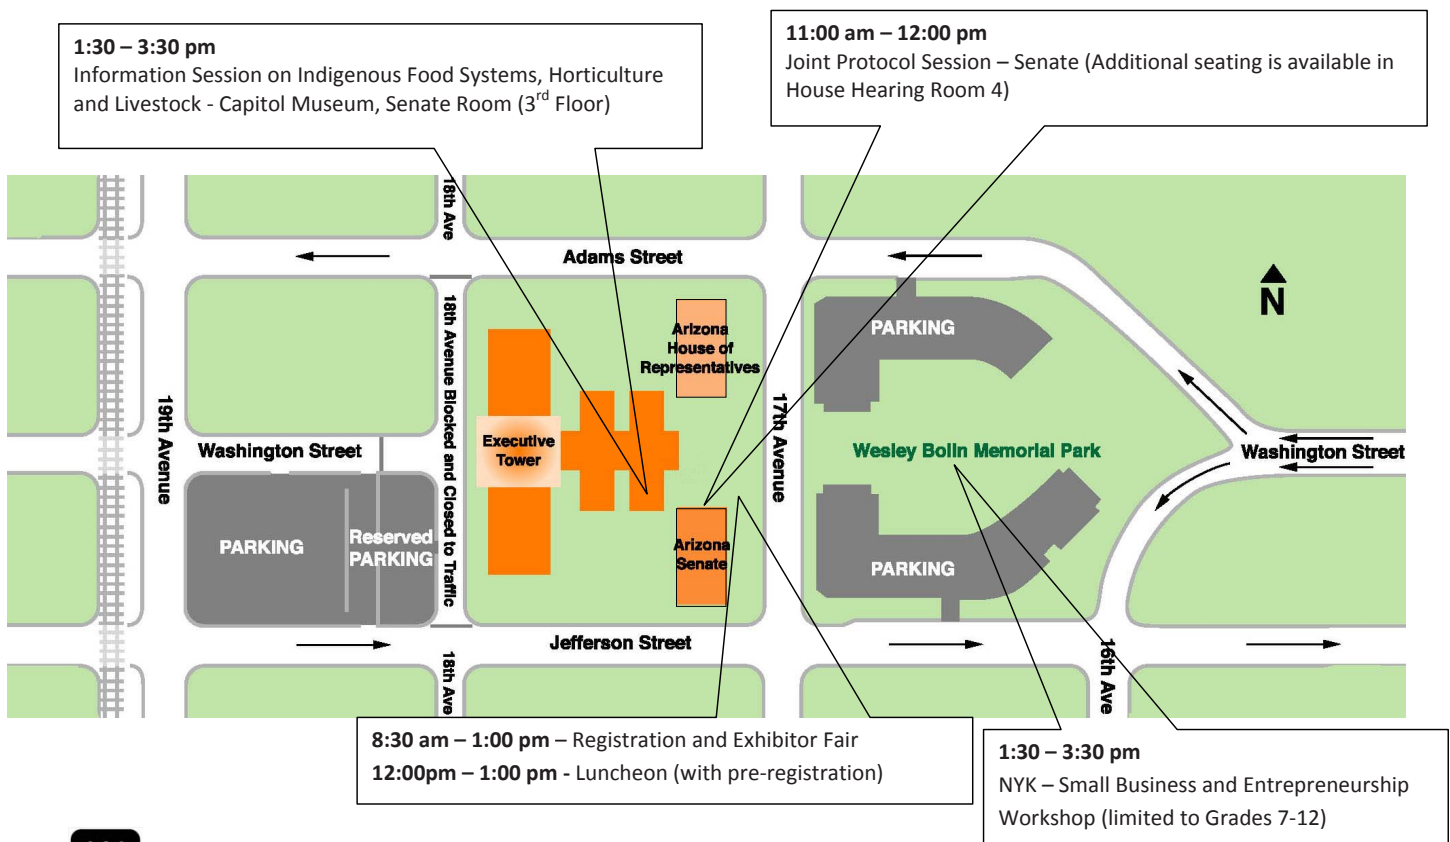 1:30 – 3:30 pm
Information Session on Indigenous Food Systems, Horticulture
and Livestock - Capitol Museum, Senate Room (3rd Floor)
11:00 am – 12:00 pm
Joint Protocol Session – Senate (Additional seating is available in
House Hearing Room 4)
18th Ave
Adams Street
N
18th Avenue Blocked and Closed to Traffic
Arizona
House of
Representatives
PARKING
19th Avenue
17th Avenue
Washington Street
Executive
Tower
Wesley Bolin Memorial Park
Washington Street
PARKING
Reserved
PARKING
Arizona
Senate
PARKING
Jefferson Street
18th Ave
16th Ave
8:30 am – 1:00 pm – Registration and Exhibitor Fair
12:00pm – 1:00 pm - Luncheon (with pre-registration)
1:30 – 3:30 pm
NYK – Small Business and Entrepreneurship
Workshop (limited to Grades 7-12)